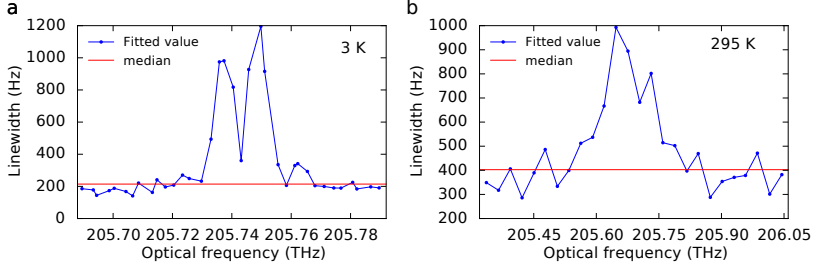 a
1200
1000
800
600
400
200
0
Linewidth (Hz)
Fitted value
median
3 K
205.70
205.72
205.74
205.76
205.78
Optical frequency (THz)
b
1000
900
800
700
600
500
400
300
200
Linewidth (Hz)
Fitted value
median
295 K
205.45
205.60
205.75
205.90
206.05
Optical frequency (THz)